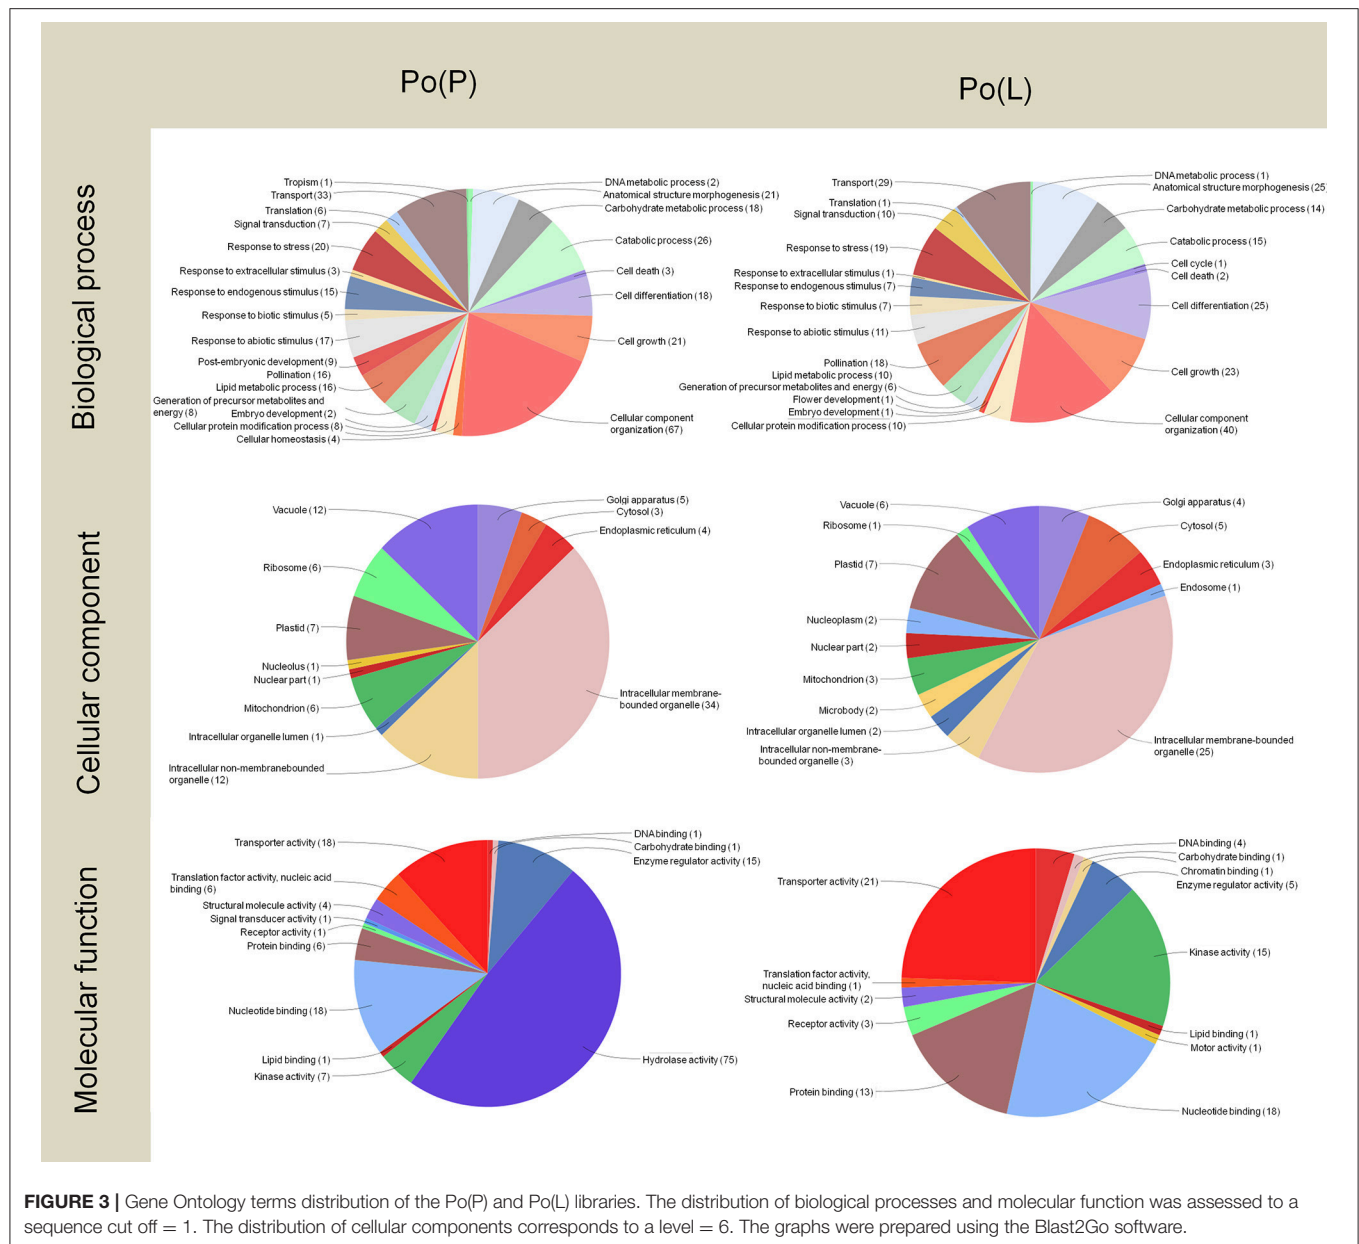 Po(P)
Po(L)
Biological process
Tropism (1)
Transport (33)
Translation (6)
Signal transduction (7)
Response to stress (20)
Response to extracellular stimulus (3)
Response to endogenous stimulus (15)
Response to biotic stimulus (5)
Response to abiotic stimulus (17)
Post-embryonic development (9)
Pollination (16)
Lipid metabolic process (16)
Generation of precursor metabolites and
energy (8)
Embryo development (2)
Cellular protein modification process (8)
Cellular homeostasis (4)
DNA metabolic process (2)
Anatomical structure morphogenesis (21)
Carbohydrate metabolic process (18)
Catabolic process (26)
Cell death (3)
Cell differentiation (18)
Cell growth (21)
Cellular component
organization (67)
Transport (29)
Translation (1)
Signal transduction (10)
Response to stress (19)
Response to extracellular stimulus (1)
Response to endogenous stimulus (7)
Response to biotic stimulus (7)
Response to abiotic stimulus (11)
Pollination (18)
Lipid metabolic process (10)
Generation of precursor metabolites and energy (6)
Flower development (1)
Embryo development (1)
Cellular protein modification process (10)
DNA metabolic process (1)
Anatomical structure morphogenesis (25)
Carbohydrate metabolic process (14)
Catabolic process (15)
Cell cycle (1)
Cell death (2)
Cell differentiation (25)
Cell growth (23)
Cellular component
organization (40)
Cellular component
Vacuole (12)
Ribosome (6)
Plastid (7)
Nucleolus (1)
Nuclear part (1)
Mitochondrion (6)
Intracellular organelle lumen (1)
Intracellular non-membranebounded
organelle (12)
Golgi apparatus (5)
Cytosol (3)
Endoplasmic reticulum (4)
Intracellular membrane-
bounded organelle (34)
Vacuole (6)
Ribosome (1)
Plastid (7)
Nucleoplasm (2)
Nuclear part (2)
Mitochondrion (3)
Microbody (2)
Intracellular organelle lumen (2)
Intracellular non-membrane-
bounded organelle (3)
Golgi apparatus (4)
Cytosol (5)
Endoplasmic reticulum (3)
Endosome (1)
Intracellular membrane-bounded
organelle (25)
Molecular function
Transporter activity (18)
Translation factor activity, nucleic acid
binding (6)
Structural molecule activity (4)
Signal transducer activity (1)
Receptor activity (1)
Protein binding (6)
Nucleotide binding (18)
Lipid binding (1)
Kinase activity (7)
DNA binding (1)
Carbohydrate binding (1)
Enzyme regulator activity (15)
Hydrolase activity (75)
Transporter activity (21)
Translation factor activity,
nucleic acid binding (1)
Structural molecule activity (2)
Receptor activity (3)
Protein binding (13)
DNA binding (4)
Carbohydrate binding (1)
Chromatin binding (1)
Enzyme regulator activity (5)
Kinase activity (15)
Lipid binding (1)
Motor activity (1)
Nucleotide binding (18)
FIGURE 3 | Gene Ontology terms distribution of the Po(P) and Po(L) libraries. The distribution of biological processes and molecular function was assessed to a
sequence cut off = 1. The distribution of cellular components corresponds to a level = 6. The graphs were prepared using the Blast2Go software.